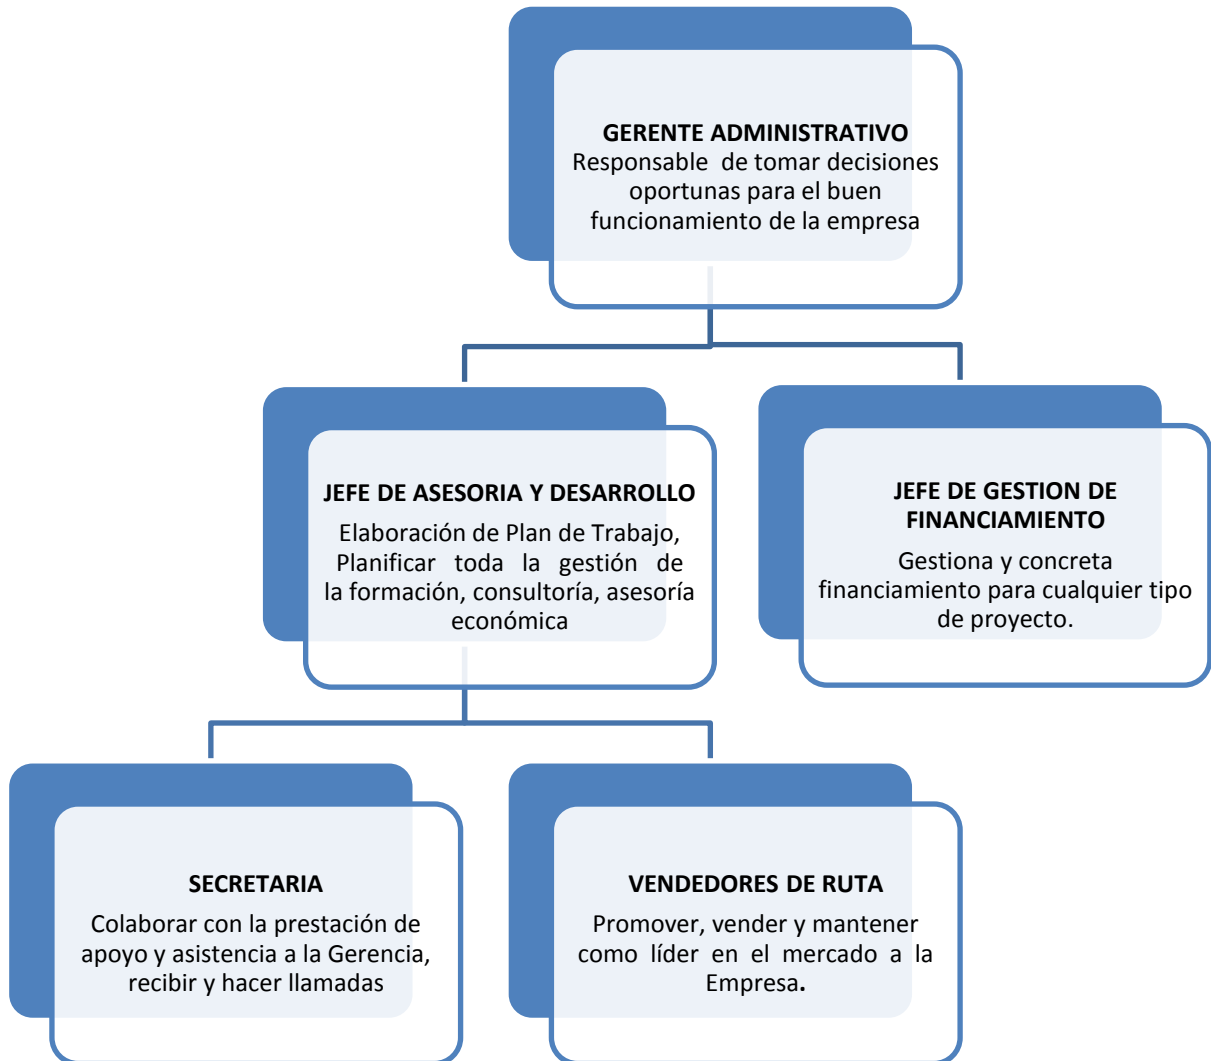 GERENTE ADMINISTRATIVO
Responsable de tomar decisiones
oportunas para el buen
funcionamiento de la empresa
JEFE DE ASESORIA Y DESARROLLO
Elaboración de Plan de Trabajo,
Planificar toda la gestión de
la formación, consultoría, asesoría
económica
JEFE DE GESTION DE
FINANCIAMIENTO
Gestiona y concreta
financiamiento para cualquier tipo
de proyecto.
SECRETARIA
Colaborar con la prestación de
apoyo y asistencia a la Gerencia,
recibir y hacer llamadas
VENDEDORES DE RUTA
Promover, vender y mantener
como líder en el mercado a la
Empresa.